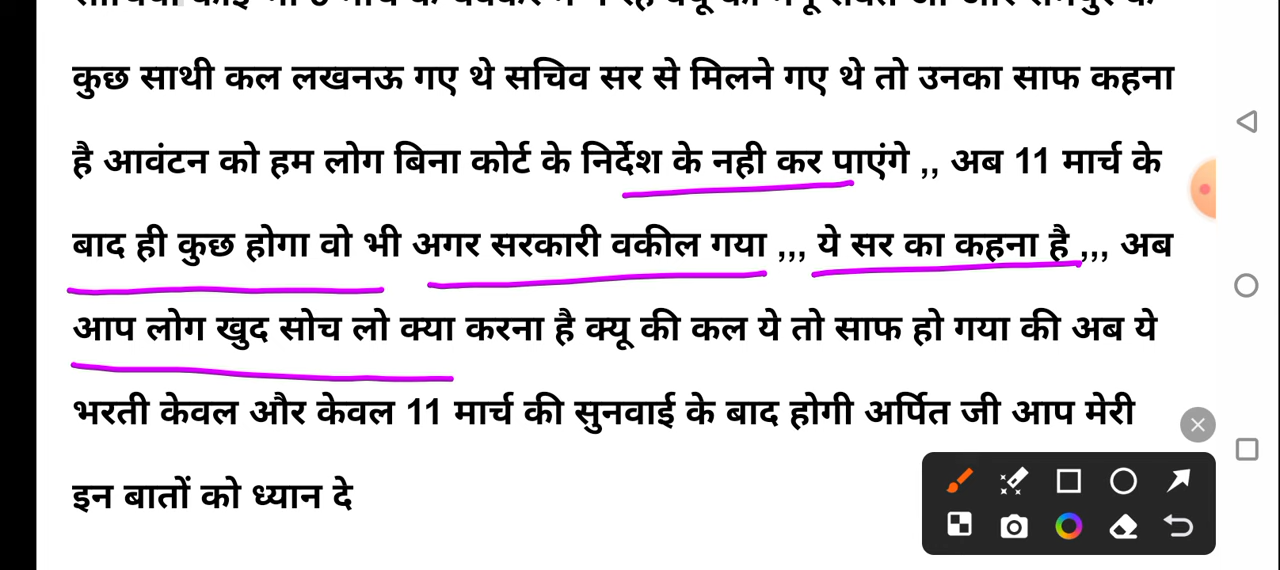 कुछ साथी कल लखनऊ गए थे सचिव सर से मिलने गए थे तो उनका साफ कहना
है आवंटन को हम लोग बिना कोर्ट के निर्देश के नही कर पाएंगे ,, अब 11 मार्च के
बाद ही कुछ होगा वो भी अगर सरकारी वकील गया ,,, ये सर का कहना है ,,, अब
आप लोग खुद सोच लो क्या करना है क्यू की कल ये तो साफ हो गया की अब ये
भरती केवल और केवल 11 मार्च की सुनवाई के बाद होगी अर्पित जी आप मेरी
इन बातों को ध्यान दे